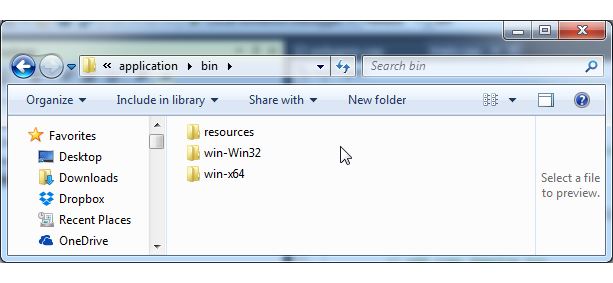 « application bin
Search bin
Organize Include in library Share with New folder
Favorites
Desktop
Downloads
Dropbox
Recent Places
OneDrive
resources
win-Win32
win-x64
Select a file
to preview.